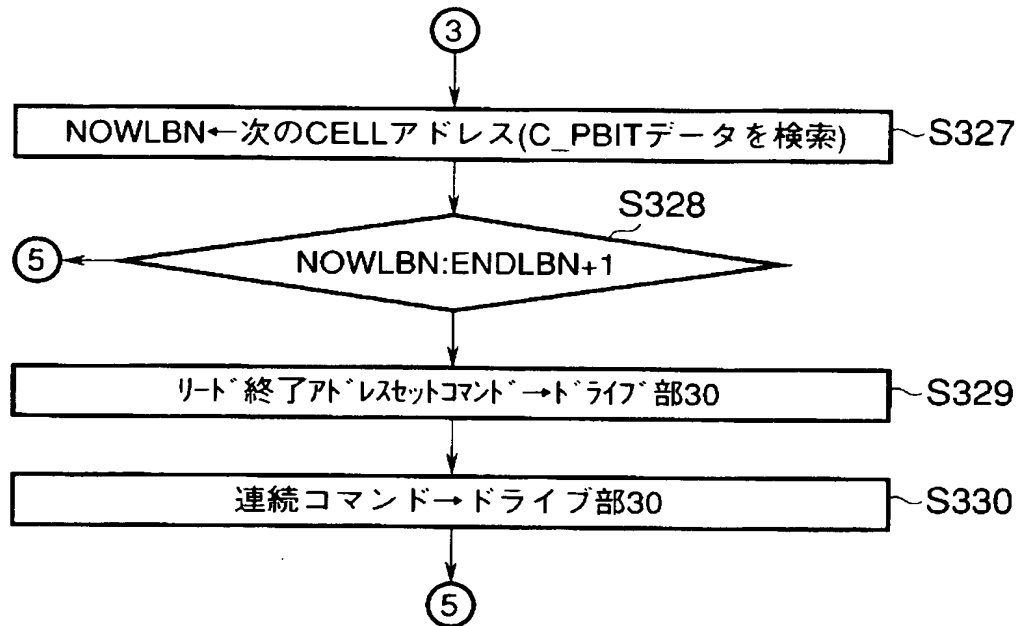 ③
NOWLBN←次のCELLアドレス(C_PBITデータを検索)
S327
S328
⑤
NOWLBN:ENDLBN+1
ﾘｰﾄﾞ終了ｱﾄﾞﾚｽｾｯﾄｺﾏﾝﾄﾞ→ﾄﾞﾗｲﾌﾞ部30
S329
連続コマンド→ドライブ部30
S330
⑤